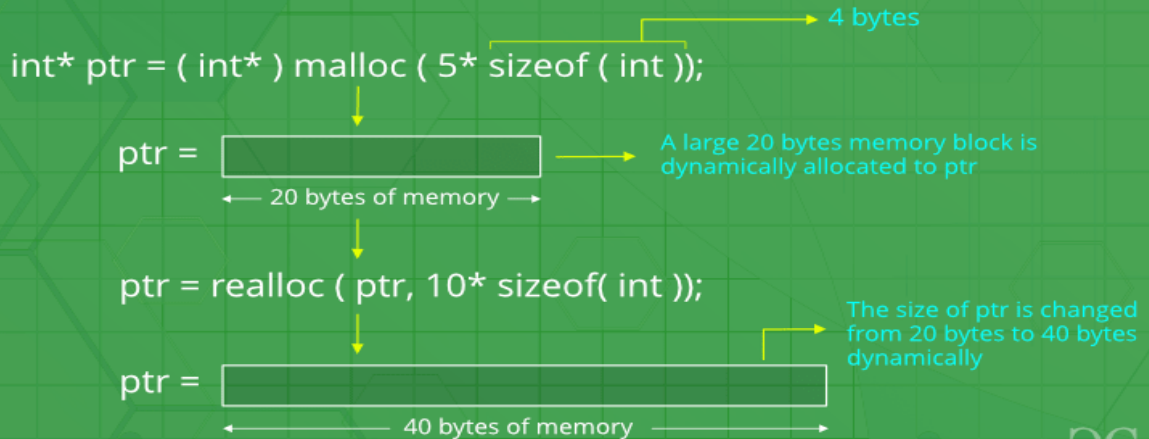 4 bytes
int* ptr = ( int* ) malloc ( 5* sizeof ( int ));
ptr =
A large 20 bytes memory block is
dynamically allocated to ptr
20 bytes of memory
ptr = realloc ( ptr, 10* sizeof( int ));
The size of ptr is changed
from 20 bytes to 40 bytes
dynamically
ptr =
40 bytes of memory